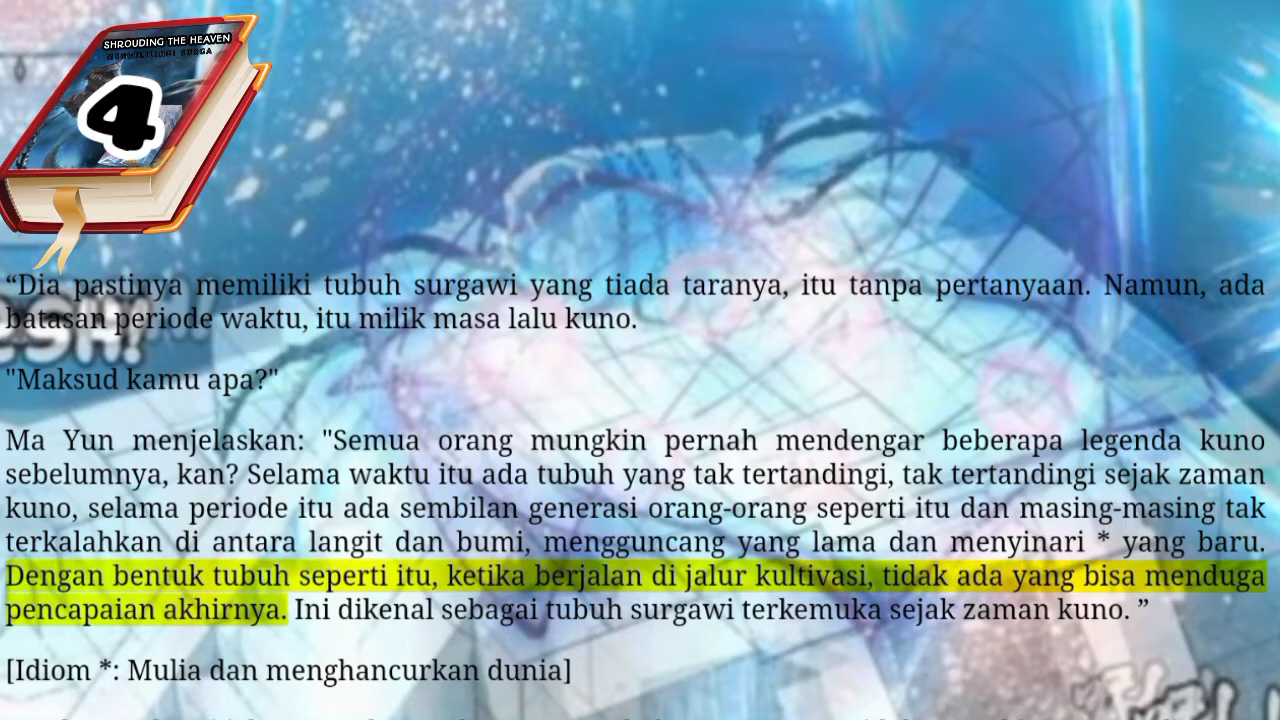 SHROUDING THE HEAVEN
4
“Dia pastinya memiliki tubuh surgawi yang tiada taranya, itu tanpa pertanyaan. Namun, ada
batasan periode waktu, itu milik masa lalu kuno.
"Maksud kamu apa?"
Ma Yun menjelaskan: "Semua orang mungkin pernah mendengar beberapa legenda kuno
sebelumnya, kan? Selama waktu itu ada tubuh yang tak tertandingi, tak tertandingi sejak zaman
kuno, selama periode itu ada sembilan generasi orang-orang seperti itu dan masing-masing tak
terkalahkan di antara langit dan bumi, mengguncang yang lama dan menyinari * yang baru.
Dengan bentuk tubuh seperti itu, ketika berjalan di jalur kultivasi, tidak ada yang bisa menduga
pencapaian akhirnya. Ini dikenal sebagai tubuh surgawi terkemuka sejak zaman kuno. ”
[Idiom *: Mulia dan menghancurkan dunia]